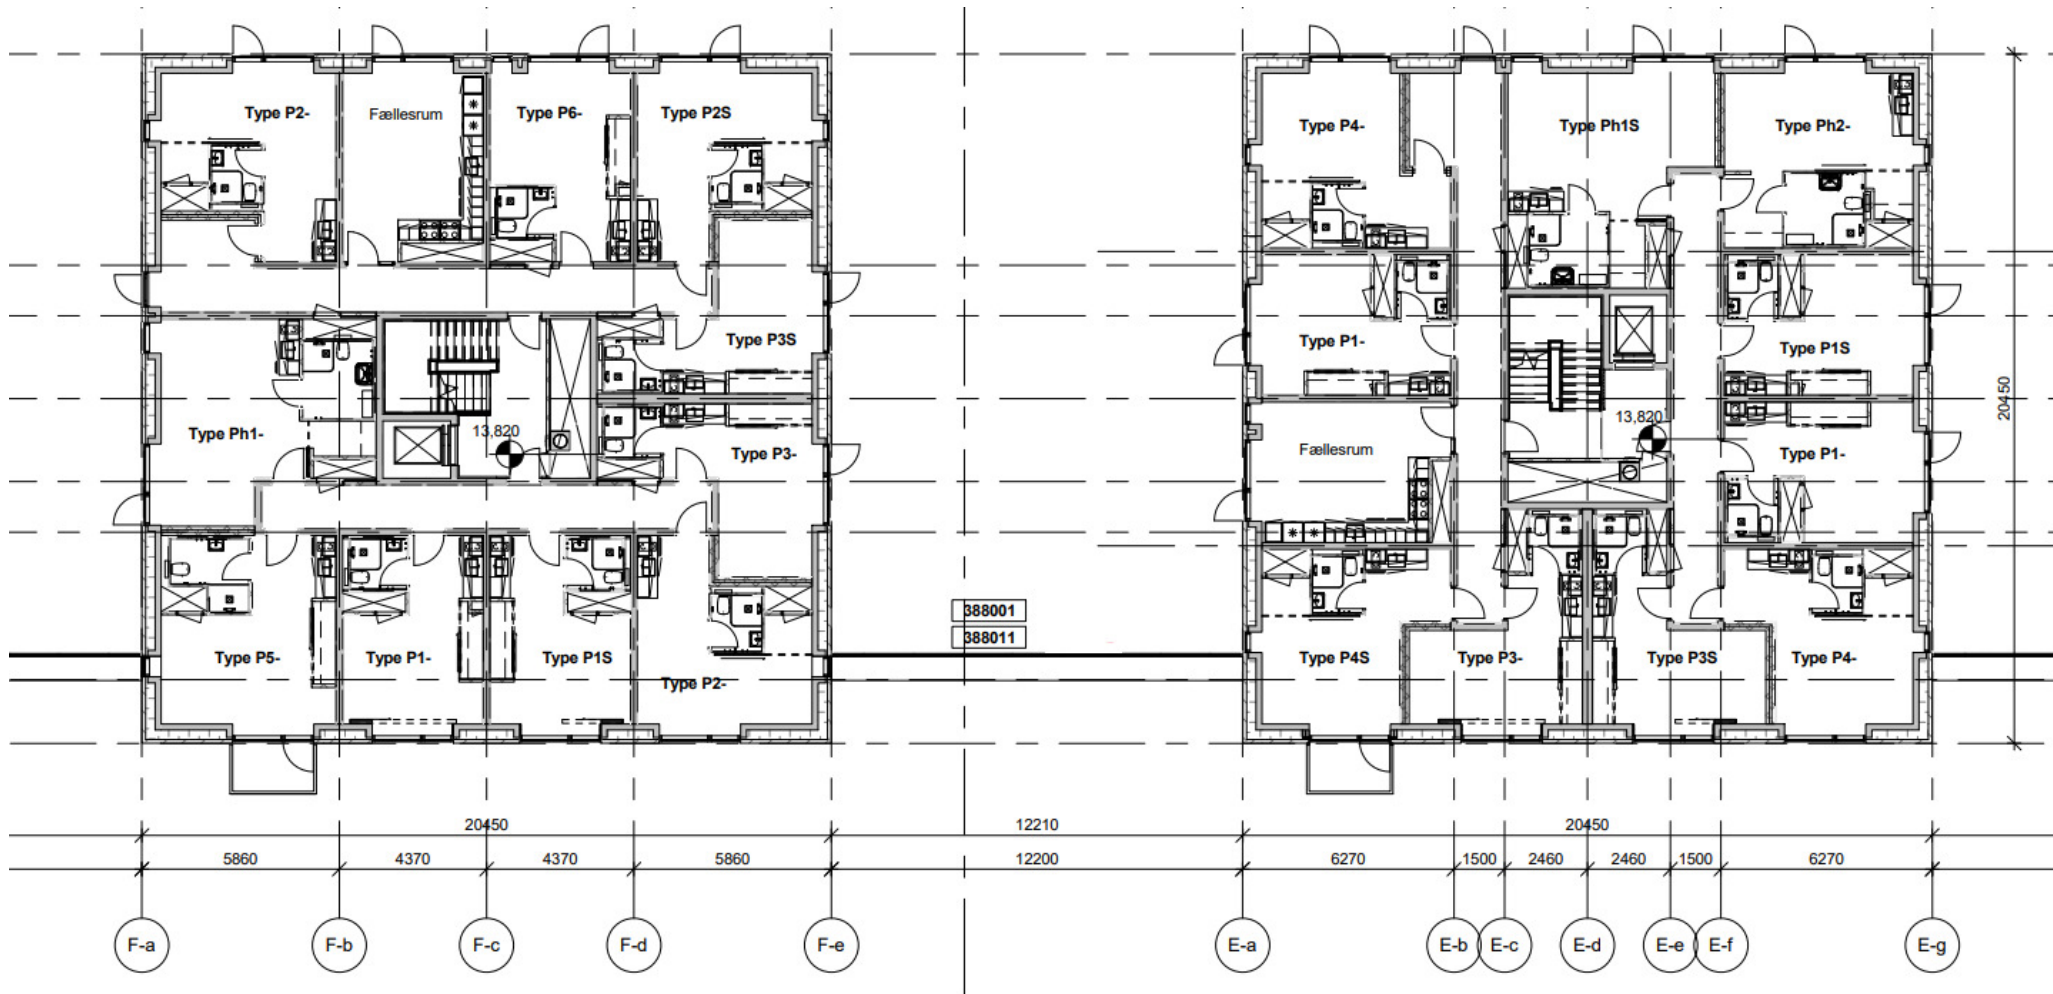 Type P2-
Fællesrum
Type P6-
Type P2S
Type P4-
Type Ph1S
Type Ph2-
Type P3S
Type P1-
Type P1S
13,820
Type Ph1-
Type P3-
13,820
Fællesrum
Type P1-
20450
388001
388011
Type P5-
Type P1-
Type P1S
Type P2-
Type P4S
Type P3-
Type P3S
Type P4-
20450
12210
20450
5860
4370
4370
5860
12200
6270
1500
2460
2460
1500
6270
F-a
F-b
F-c
F-d
F-e
E-a
E-b
E-c
E-d
E-e
E-f
E-g